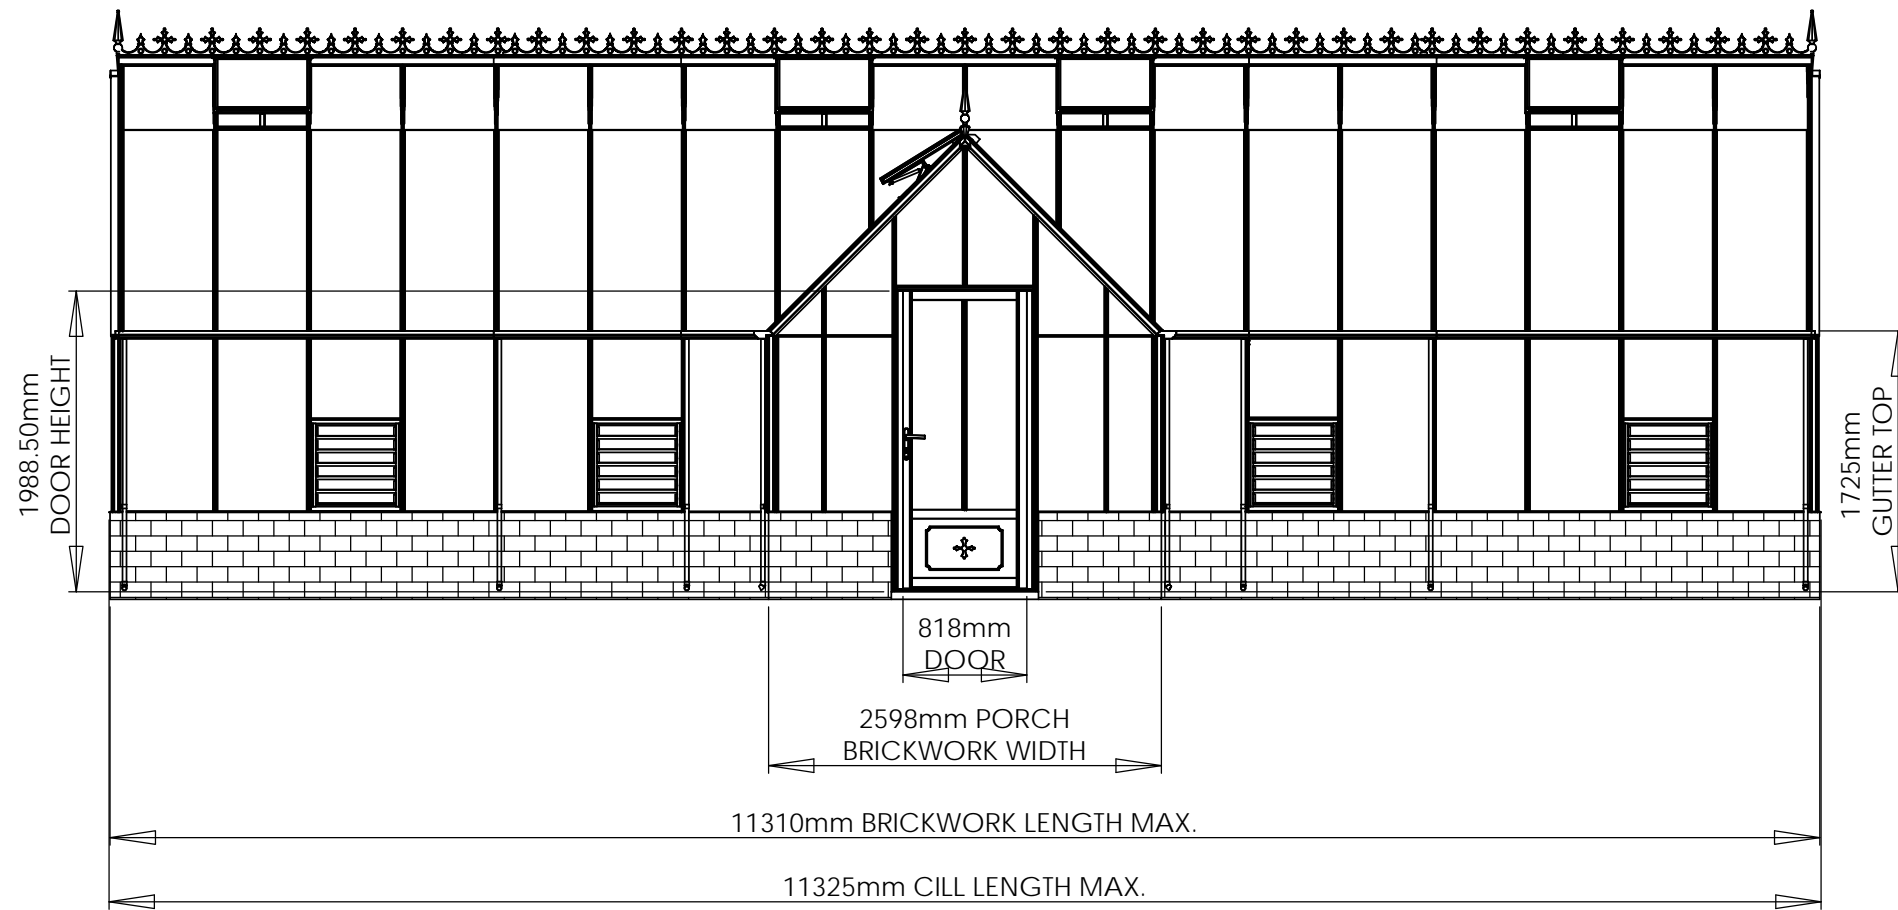 1988.50mm
DOOR HEIGHT
1725mm
GUTTER TOP
818mm
DOOR
2598mm PORCH
BRICKWORK WIDTH
11310mm BRICKWORK LENGTH MAX.
11325mm CILL LENGTH MAX.